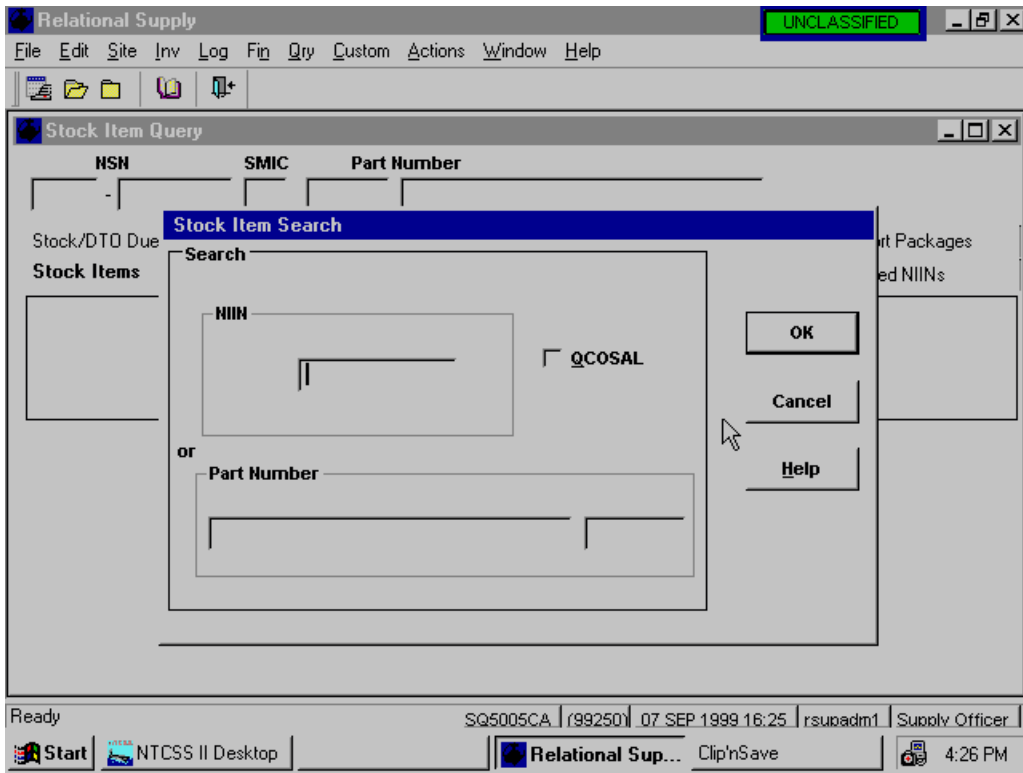 Relational Supply
UNCLASSIFIED
File Edit Site Inv Log Fin Qry Custom Actions Window Help
Stock Item Query
NSN SMIC Part Number
-
Stock Item Search
Stock/DTO Due
rt Packages
Stock Items
ed NIINs
Search
NIIN
QCOSAL
OK
Cancel
or
Part Number
Help
Ready SQ5005CA (99250) 07 SEP 1999 16:25 rsupadm1 Supply Officer
Start NTCSS II Desktop Relational Sup... Clip'nSave 4:26 PM